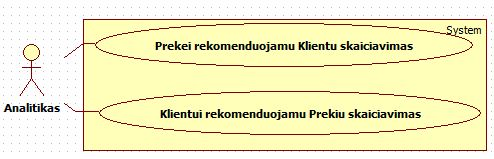 System
Prekei rekomenduojamu Klientu skaiciavimas
Analitikas
Klientui rekomenduojamu Prekiu skaiciavimas